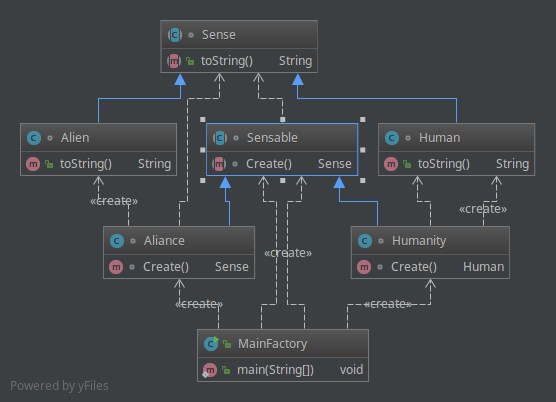 Sense
toString() String
Alien
toString() String
Sensable
Create() Sense
Human
toString() String
«create»
«create»
Aliance
Create() Sense
«create»
Humanity
Create() Human
«create»
«create»
MainFactory
main(String[]) void
Powered by yFiles